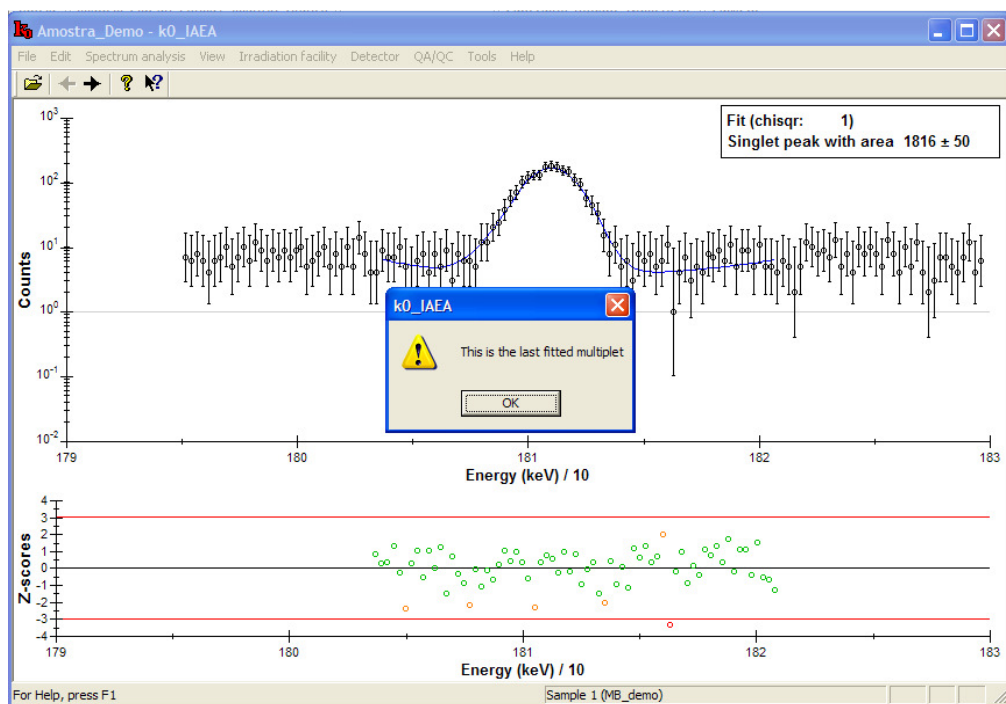 Amostra_Demo - k0_IAEA
File Edit Spectrum analysis View Irradiation facility Detector QA/QC Tools Help
Fit (chisqr: 1)
Singlet peak with area 1816 ± 50
10³
10²
10¹
10⁰
10⁻¹
10⁻²
Counts
k0_IAEA
This is the last fitted multiplet
OK
179 180 181 182 183
Energy (keV) / 10
4
3
2
1
0
-1
-2
-3
-4
Z-scores
179 180 181 182 183
Energy (keV) / 10
For Help, press F1 Sample 1 (MB_demo)